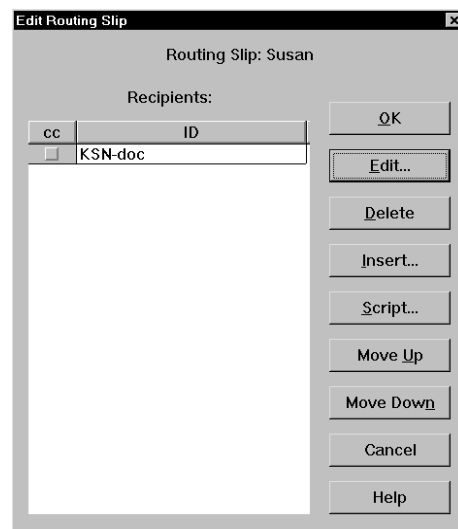 Edit Routing Slip
Routing Slip: Susan
Recipients:
cc ID
KSN-doc
OK
Edit...
Delete
Insert...
Script...
Move Up
Move Down
Cancel
Help